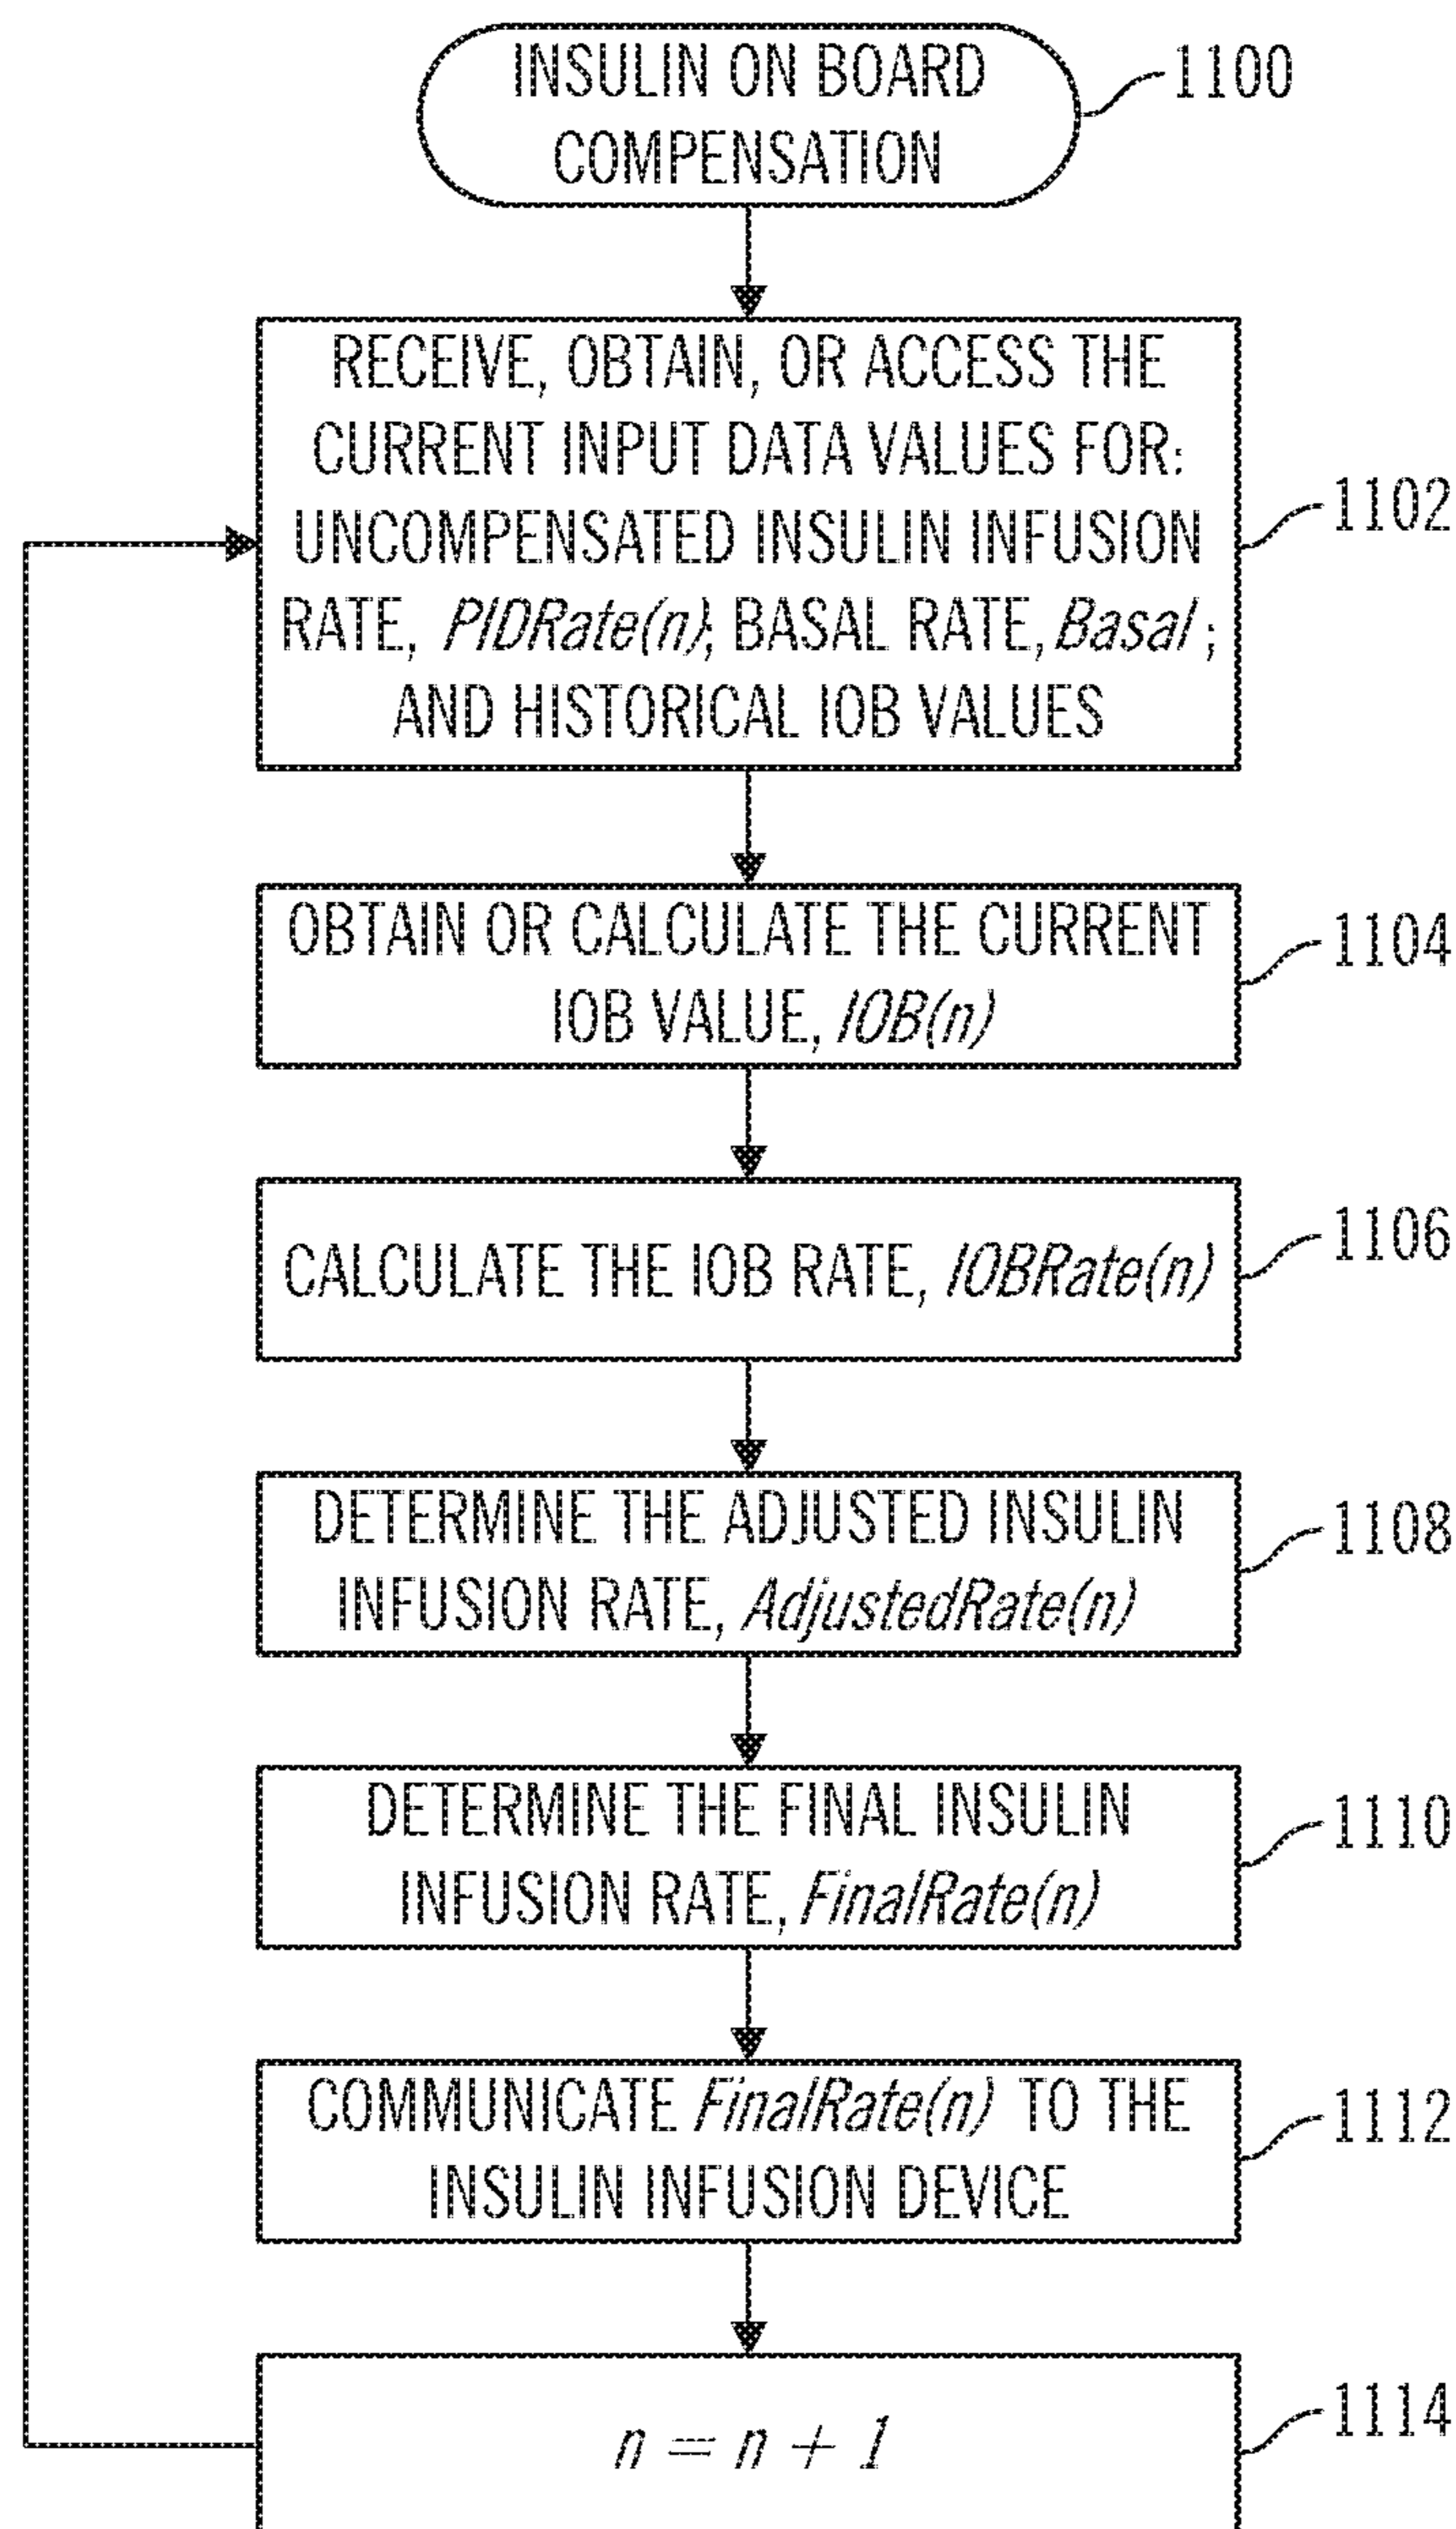 INSULIN ON BOARD
COMPENSATION
1100
RECEIVE, OBTAIN, OR ACCESS THE
CURRENT INPUT DATA VALUES FOR:
UNCOMPENSATED INSULIN INFUSION
RATE, PIDRate(n); BASAL RATE, Basal ;
AND HISTORICAL IOB VALUES
1102
OBTAIN OR CALCULATE THE CURRENT
IOB VALUE, IOB(n)
1104
CALCULATE THE IOB RATE, IOBRate(n)
1106
DETERMINE THE ADJUSTED INSULIN
INFUSION RATE, AdjustedRate(n)
1108
DETERMINE THE FINAL INSULIN
INFUSION RATE, FinalRate(n)
1110
COMMUNICATE FinalRate(n) TO THE
INSULIN INFUSION DEVICE
1112
n = n + 1
1114